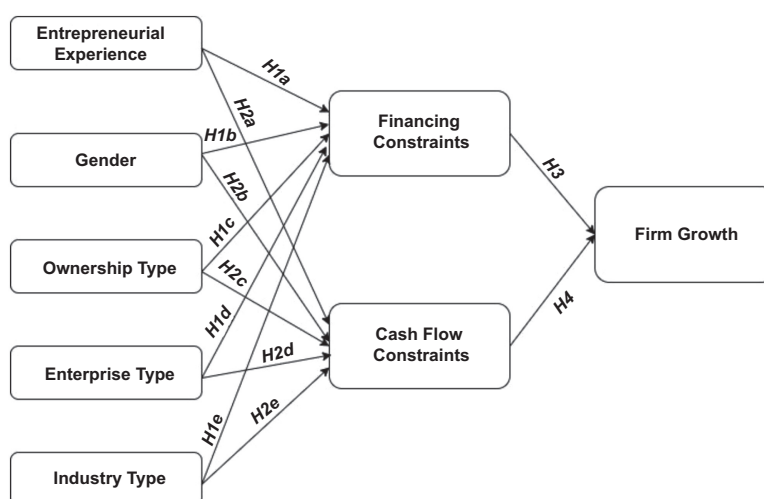 Entrepreneurial
Experience
H1a
H2a
Financing
Constraints
Gender
H1b
H2b
H3
Firm Growth
Ownership Type
H1c
H2c
H4
Cash Flow
Constraints
Enterprise Type
H1d
H2d
Industry Type
H1e
H2e